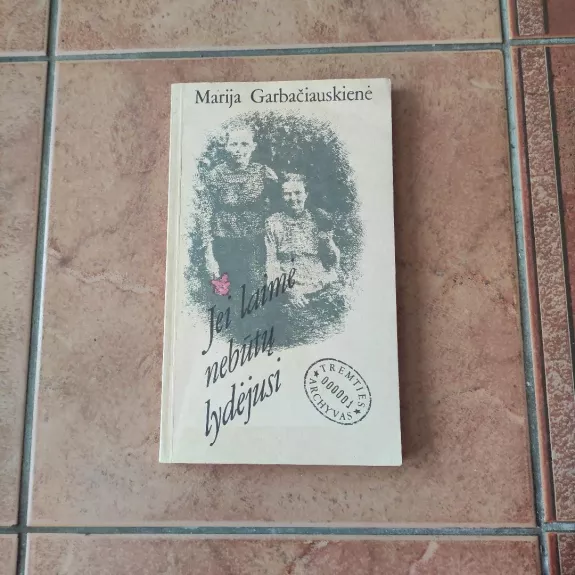 Marija Garbačiauskienė
Jei laimė
nebūtų
lydėjusi
★ TREMTIES ★
000001
ARCHYVAS